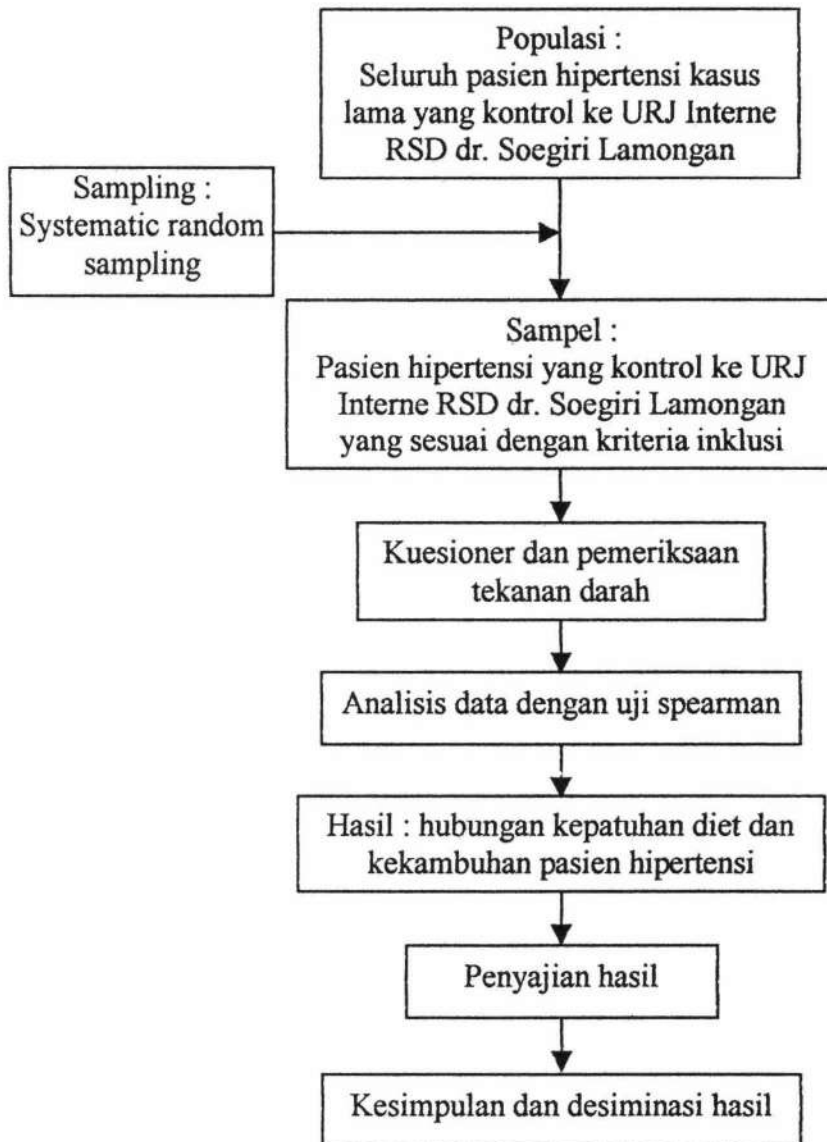 Populasi :
Seluruh pasien hipertensi kasus
lama yang kontrol ke URJ Interne
RSD dr. Soegiri Lamongan
Sampling :
Systematic random
sampling
Sampel :
Pasien hipertensi yang kontrol ke URJ
Interne RSD dr. Soegiri Lamongan
yang sesuai dengan kriteria inklusi
Kuesioner dan pemeriksaan
tekanan darah
Analisis data dengan uji spearman
Hasil : hubungan kepatuhan diet dan
kekambuhan pasien hipertensi
Penyajian hasil
Kesimpulan dan desiminasi hasil